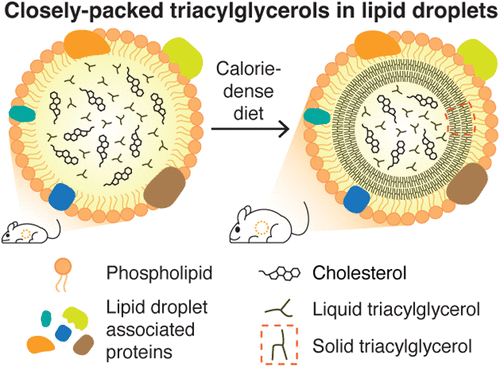 Closely-packed triacylglycerols in lipid droplets
Calorie-
dense
diet
Phospholipid
Lipid droplet
associated
proteins
Cholesterol
Liquid triacylglycerol
Solid triacylglycerol